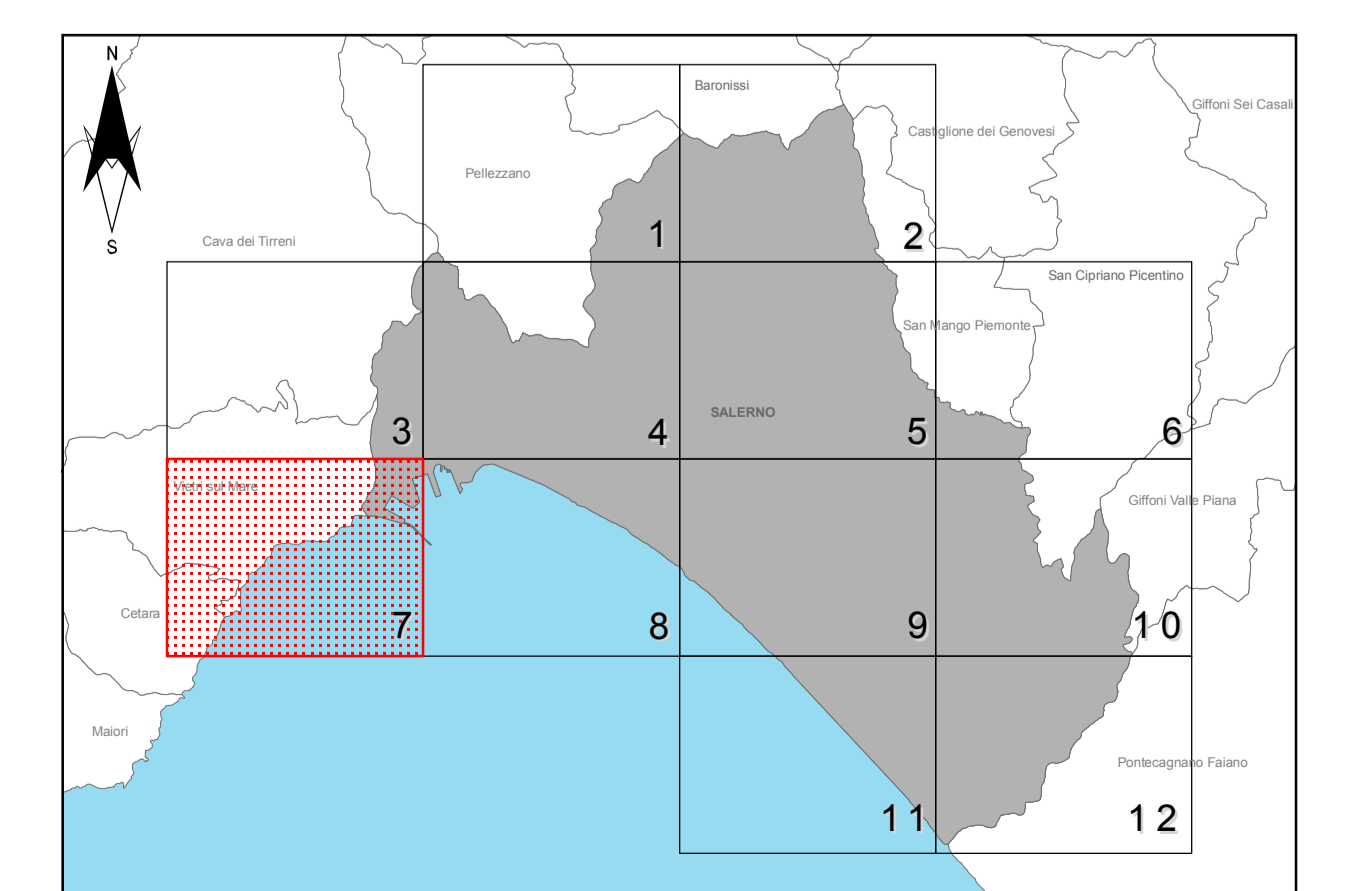 N
S
Baronissi
Giffoni Sei Casali
Castiglione dei Genovesi
Pellezzano
1
2
Cava dei Tirreni
San Cipriano Picentino
San Mango Piemonte
SALERNO
3
4
5
6
Vietri sul Mare
Giffoni Valle Piana
Cetara
7
8
9
10
Maiori
Pontecagnano Faiano
11
12